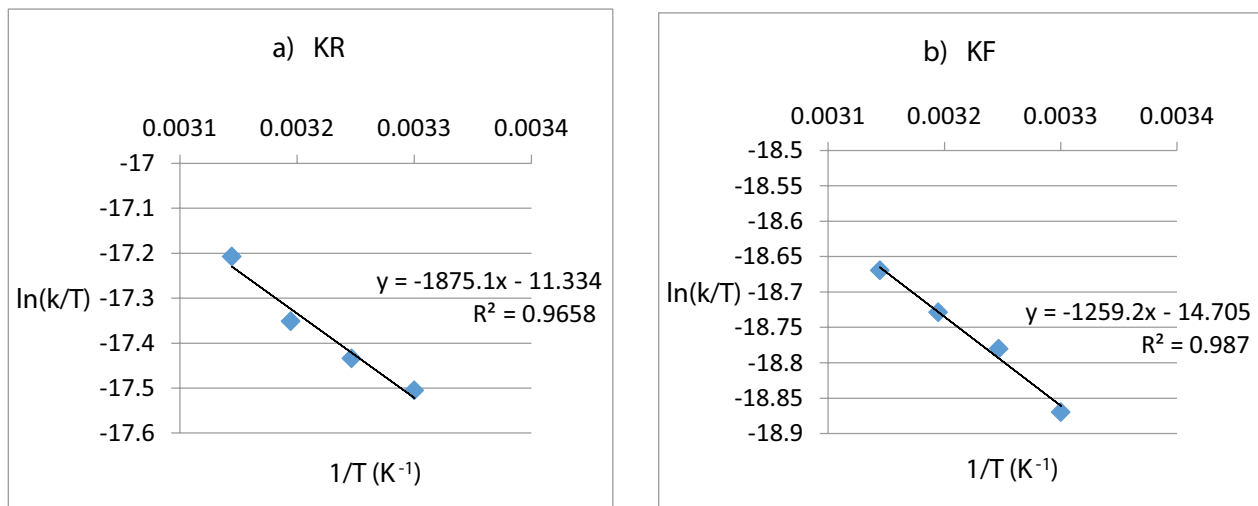 a) KR
0.0031 0.0032 0.0033 0.0034
-17
-17.1
-17.2
y = -1875.1x - 11.334
ln(k/T) -17.3
R² = 0.9658
-17.4
-17.5
-17.6
1/T (K⁻¹)
b) KF
0.0031 0.0032 0.0033 0.0034
-18.5
-18.55
-18.6
-18.65
ln(k/T) -18.7
y = -1259.2x - 14.705
-18.75
R² = 0.987
-18.8
-18.85
-18.9
1/T (K⁻¹)